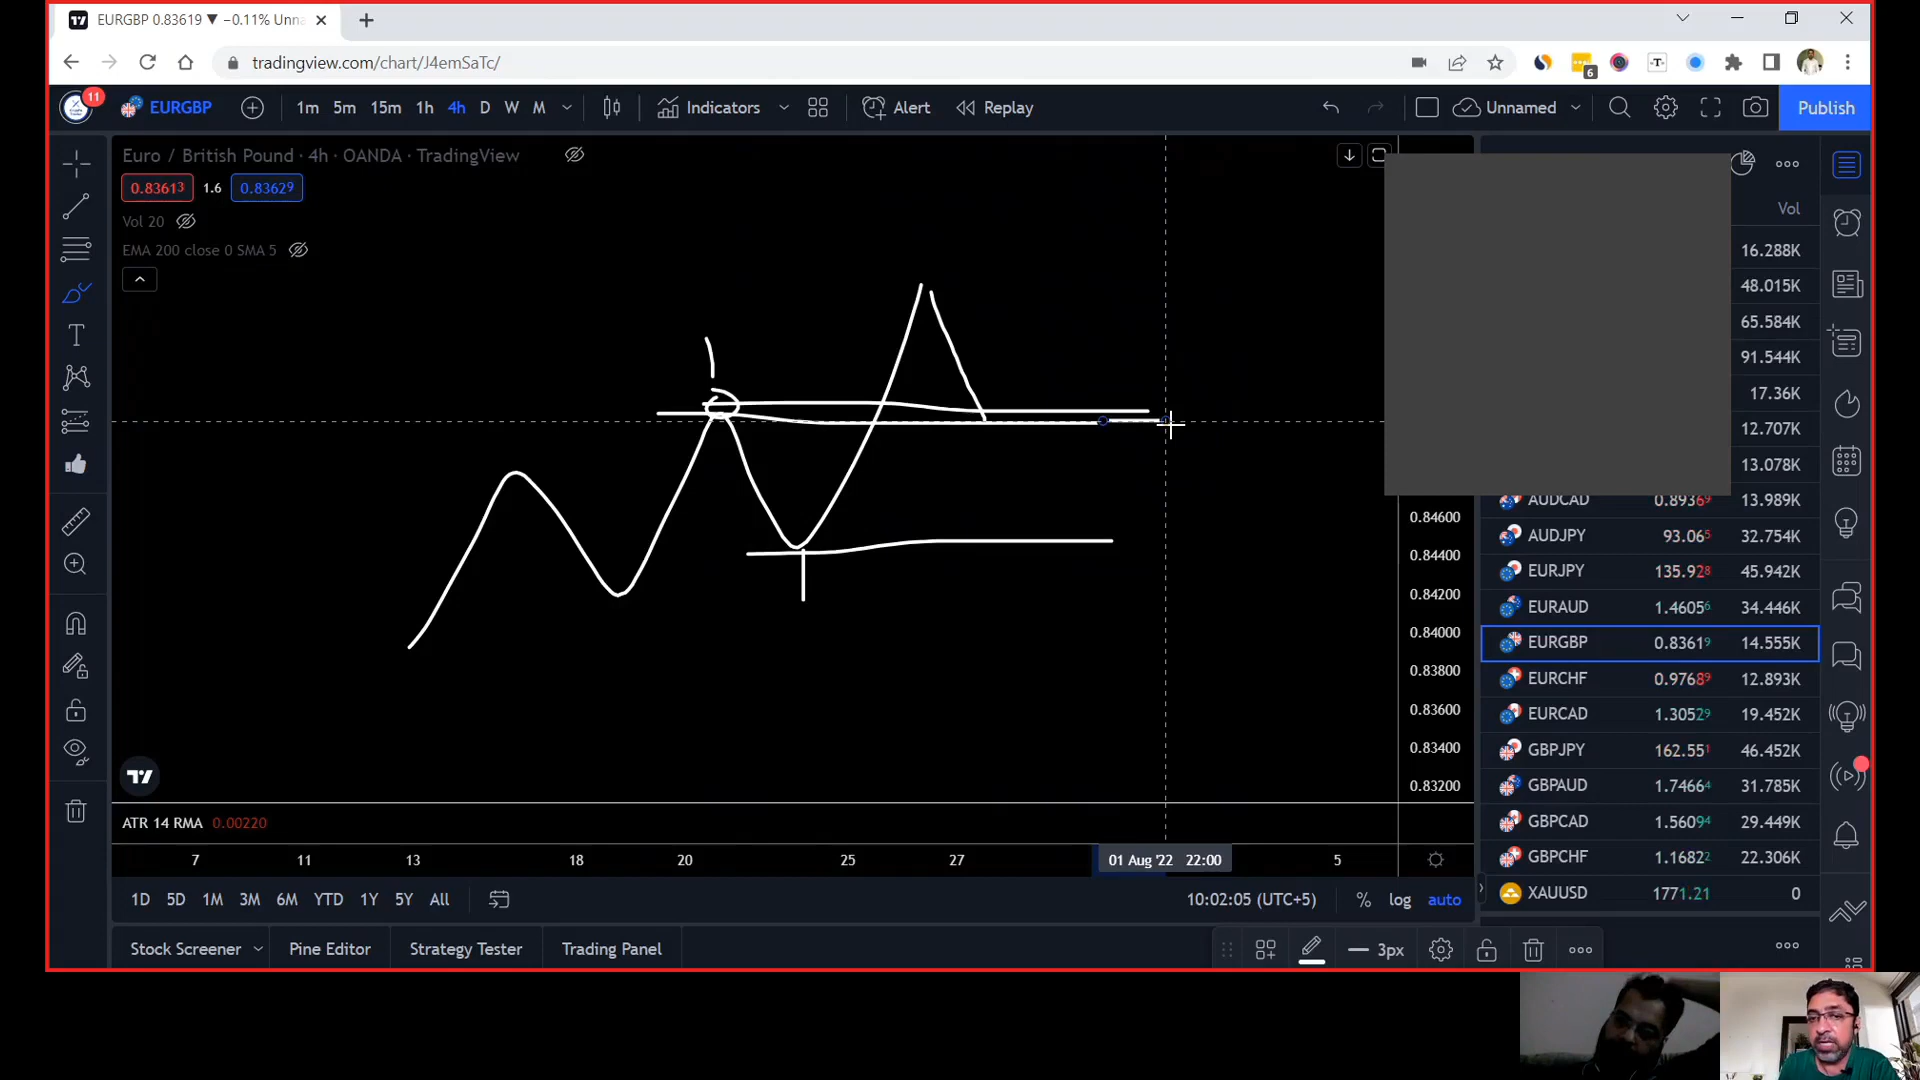 EURGBP 0.83619 ▼ −0.11% Unna
tradingview.com/chart/J4emSaTc/
6
11
EURGBP 1m 5m 15m 1h 4h D W M Indicators Alert Replay Unnamed Publish
Euro / British Pound · 4h · OANDA · TradingView
0.83613 1.6 0.83629
Vol 20
EMA 200 close 0 SMA 5
Vol
16.288K
48.015K
65.584K
91.544K
17.36K
12.707K
13.078K
AUDCAD 0.89369 13.989K
AUDJPY 93.065 32.754K
EURJPY 135.928 45.942K
EURAUD 1.46056 34.446K
EURGBP 0.83619 14.555K
EURCHF 0.97689 12.893K
EURCAD 1.30529 19.452K
GBPJPY 162.551 46.452K
GBPAUD 1.74664 31.785K
GBPCAD 1.56094 29.449K
GBPCHF 1.16822 22.306K
XAUUSD 1771.21 0
0.84600
0.84400
0.84200
0.84000
0.83800
0.83600
0.83400
0.83200
ATR 14 RMA 0.00220
7 11 13 18 20 25 27 01 Aug '22 22:00 5
1D 5D 1M 3M 6M YTD 1Y 5Y All 10:02:05 (UTC+5) % log auto
Stock Screener Pine Editor Strategy Tester Trading Panel 3px